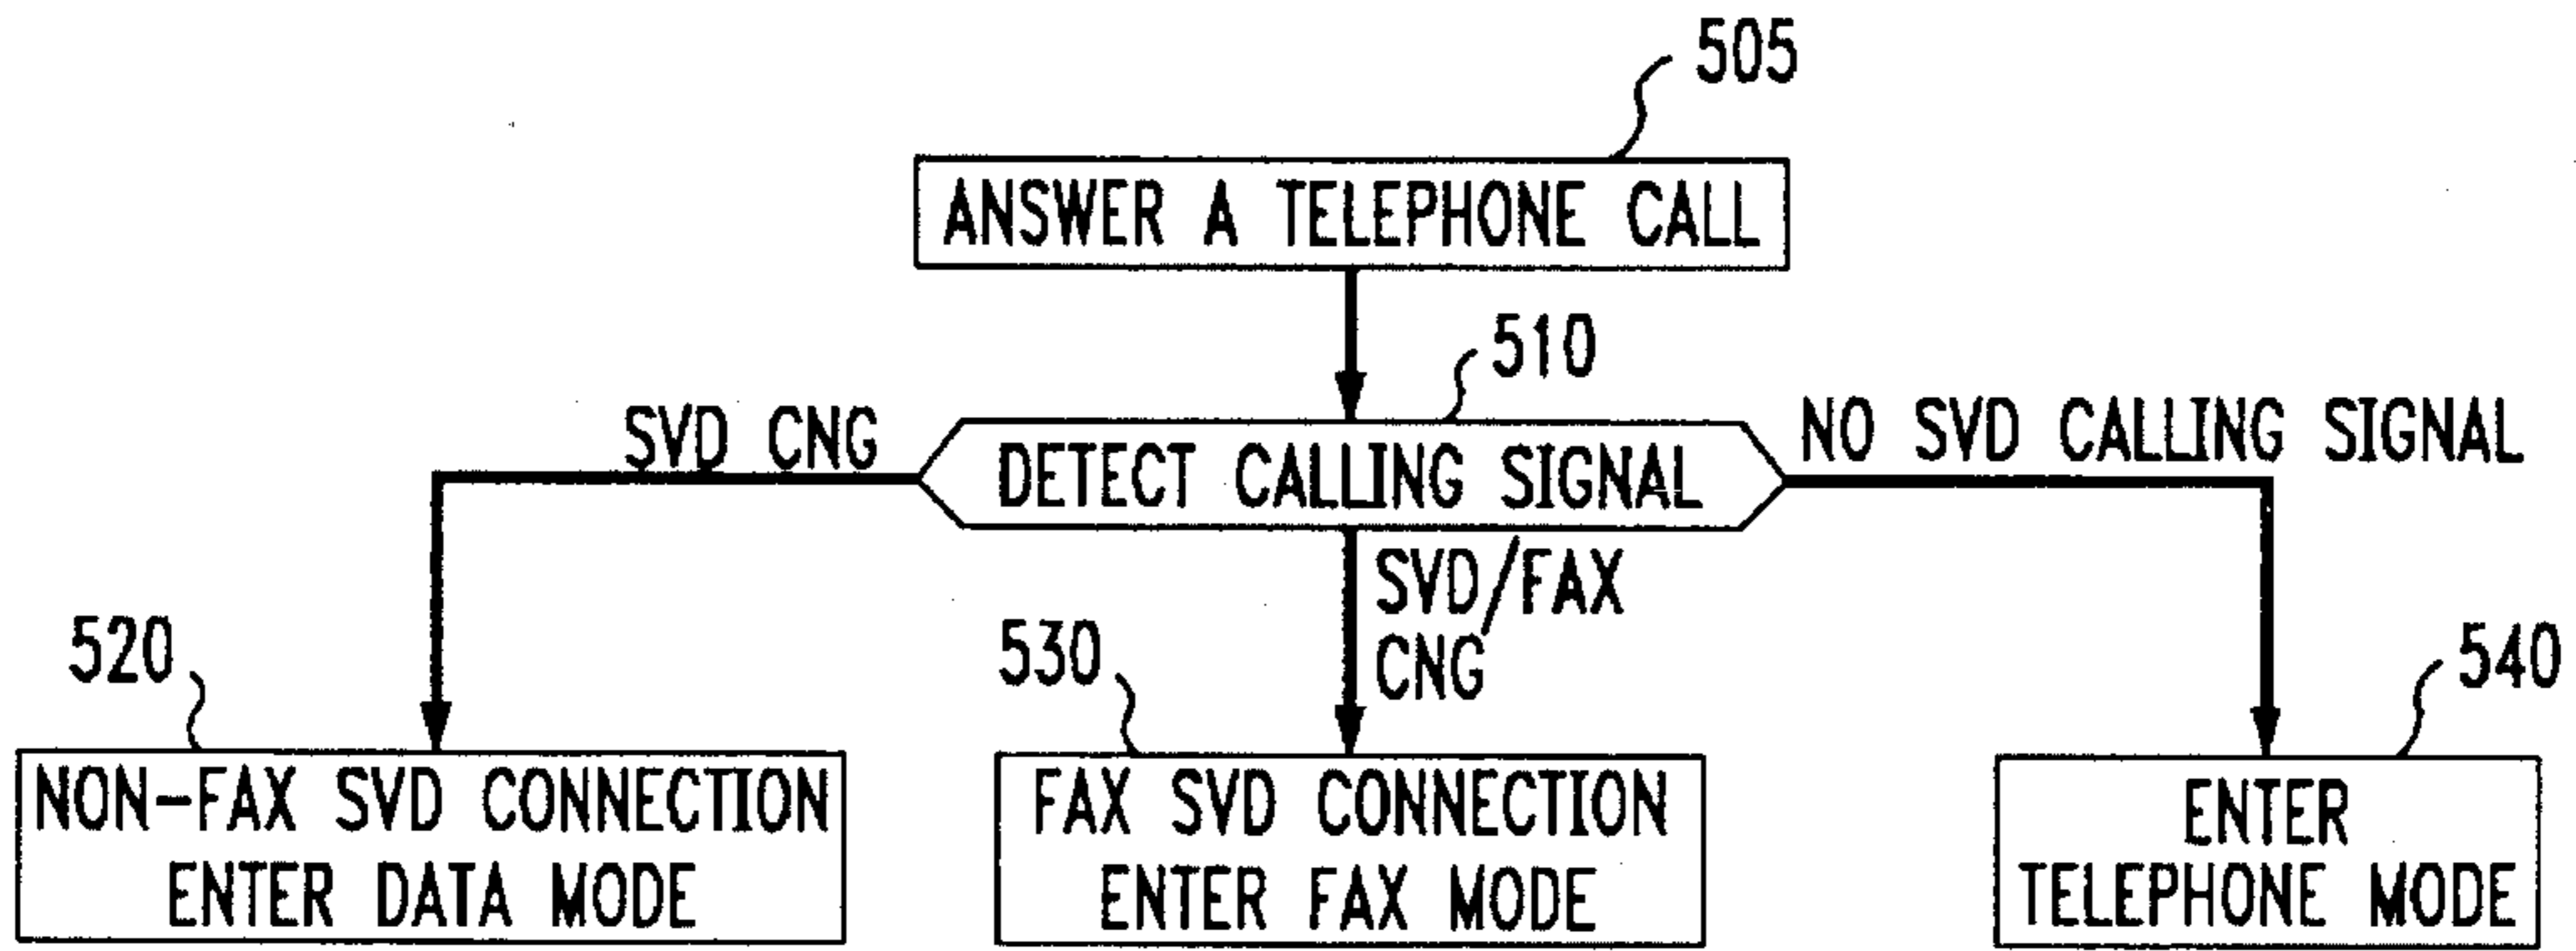 505
ANSWER A TELEPHONE CALL
510
SVD CNG
DETECT CALLING SIGNAL
NO SVD CALLING SIGNAL
SVD/FAX
CNG
520
530
540
NON-FAX SVD CONNECTION
ENTER DATA MODE
FAX SVD CONNECTION
ENTER FAX MODE
ENTER
TELEPHONE MODE